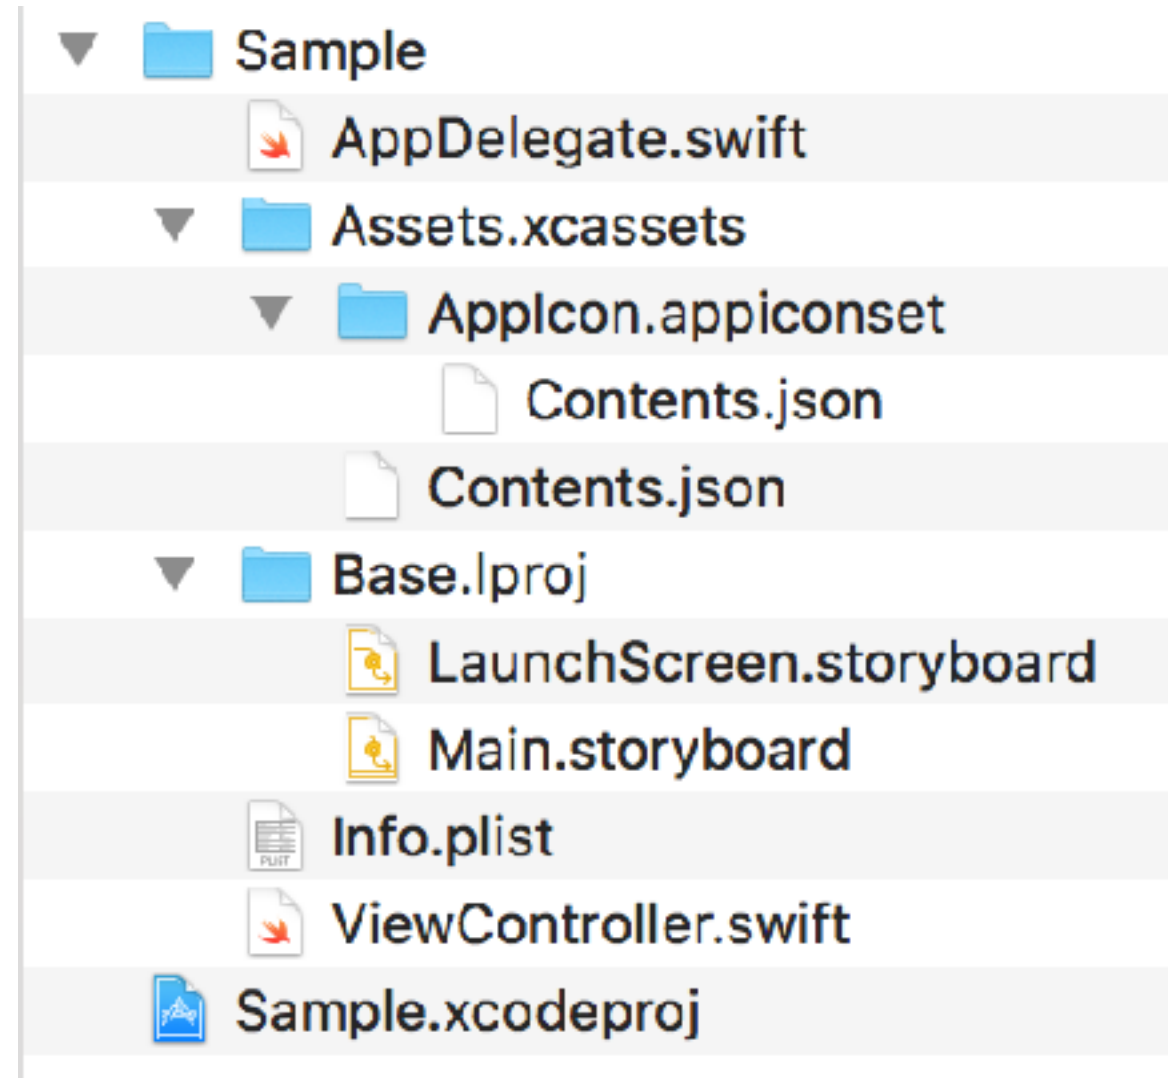 Sample
AppDelegate.swift
Assets.xcassets
AppIcon.appiconset
Contents.json
Contents.json
Base.lproj
LaunchScreen.storyboard
Main.storyboard
Info.plist
PLIST
ViewController.swift
Sample.xcodeproj